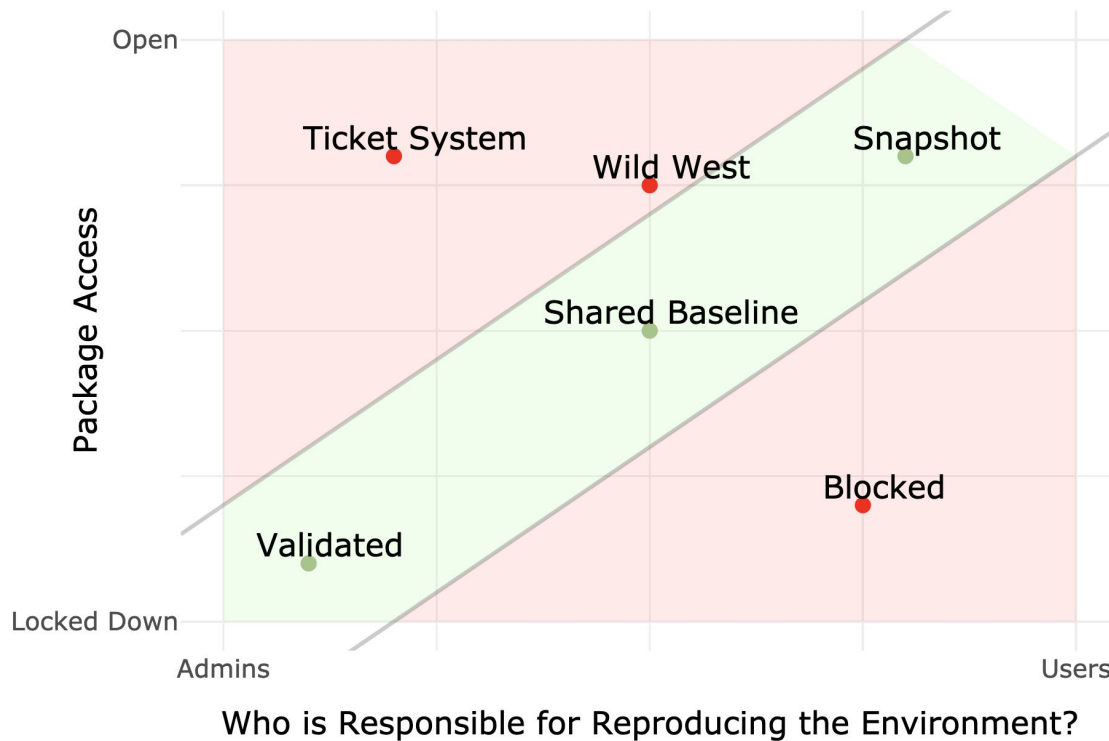 Open
Ticket System
Snapshot
Wild West
Package Access
Shared Baseline
Blocked
Validated
Locked Down
Admins
Users
Who is Responsible for Reproducing the Environment?